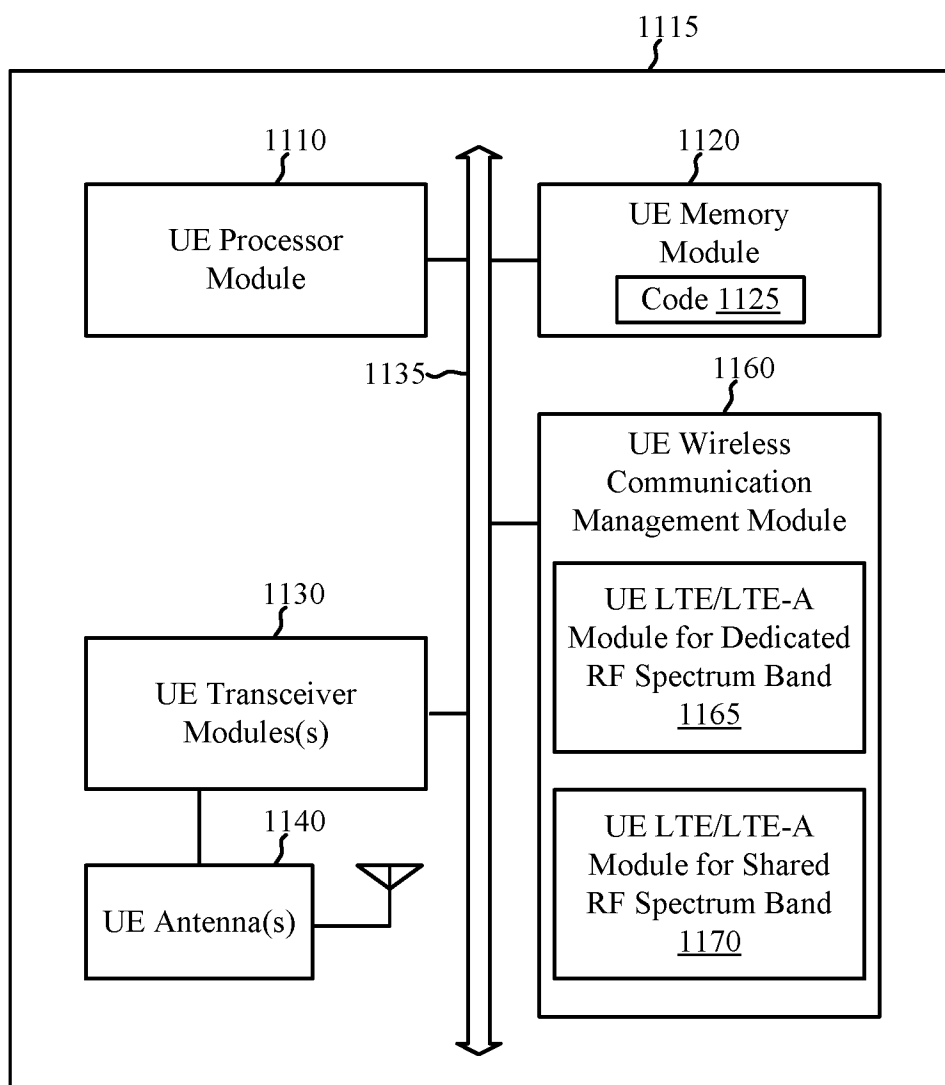 1115
1110
UE Processor
Module
1120
UE Memory
Module
Code 1125
1135
1160
UE Wireless
Communication
Management Module
UE LTE/LTE-A
Module for Dedicated
RF Spectrum Band
1165
UE LTE/LTE-A
Module for Shared
RF Spectrum Band
1170
1130
UE Transceiver
Modules(s)
1140
UE Antenna(s)